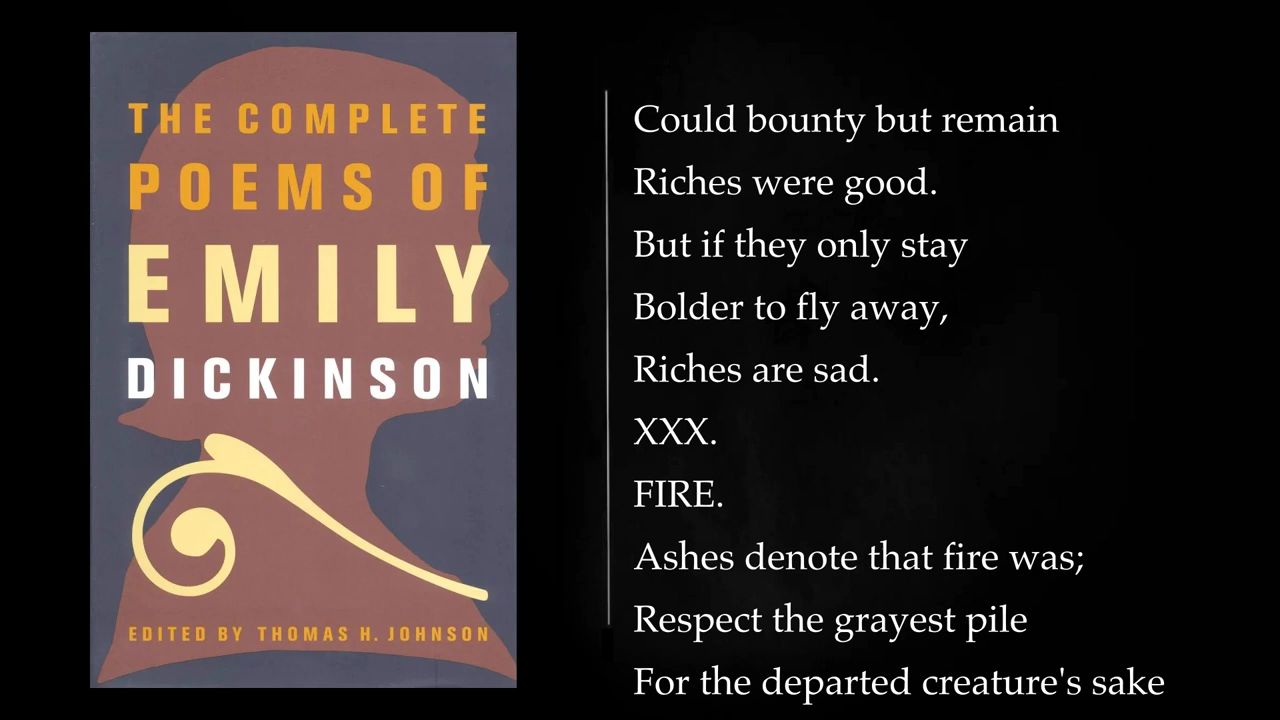 THE COMPLETE
POEMS OF
EMILY
DICKINSON
EDITED BY THOMAS H. JOHNSON
Could bounty but remain
Riches were good.
But if they only stay
Bolder to fly away,
Riches are sad.
XXX.
FIRE.
Ashes denote that fire was;
Respect the grayest pile
For the departed creature's sake